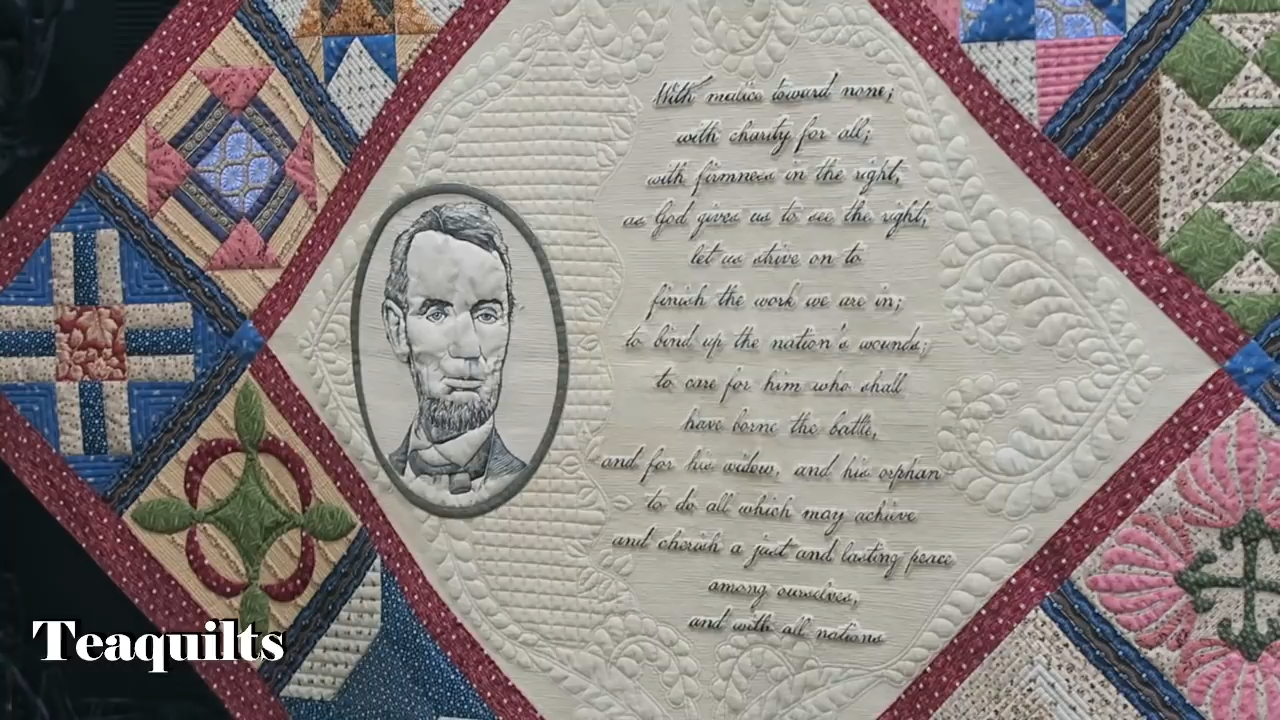 With malice toward none;
with charity for all;
with firmness in the right,
as God gives us to see the right,
let us strive on to
finish the work we are in;
to bind up the nation's wounds;
to care for him who shall
have borne the battle,
and for his widow, and his orphan
to do all which may achieve
and cherish a just and lasting peace
among ourselves,
and with all nations
Teaquilts